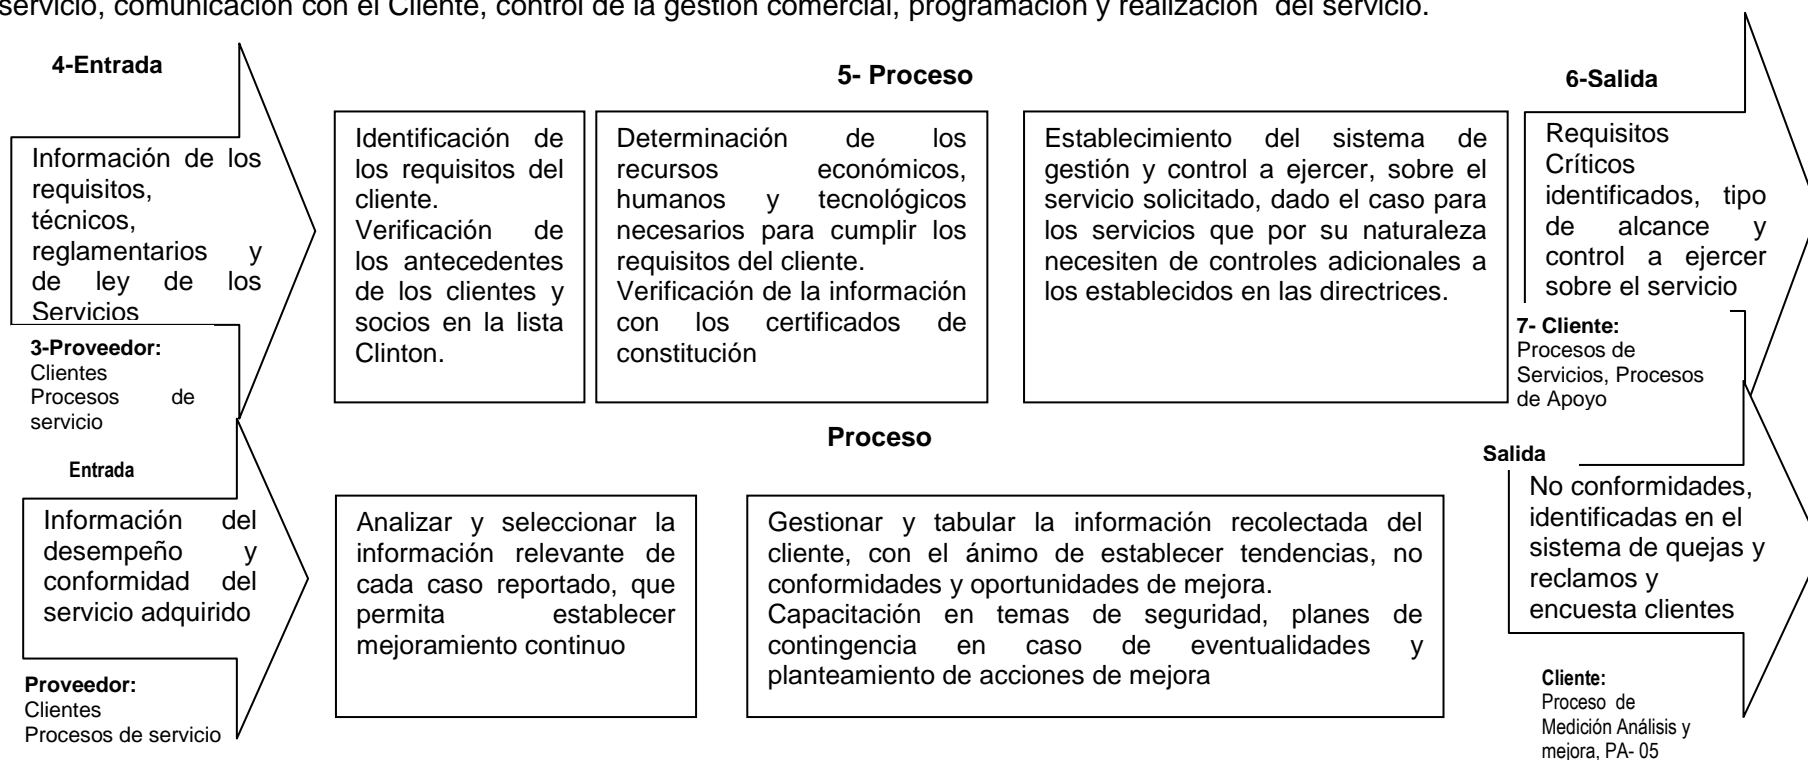 servicio, comunicación con el Cliente, control de la gestión comercial, programación y realización del servicio.
4-Entrada
5- Proceso
6-Salida
Información de los
requisitos,
técnicos,
reglamentarios y
de ley de los
Servicios
3-Proveedor:
Clientes
Procesos de
servicio
Identificación de
los requisitos del
cliente.
Verificación de
los antecedentes
de los clientes y
socios en la lista
Clinton.
Determinación de los
recursos económicos,
humanos y tecnológicos
necesarios para cumplir los
requisitos del cliente.
Verificación de la información
con los certificados de
constitución
Establecimiento del sistema de
gestión y control a ejercer, sobre el
servicio solicitado, dado el caso para
los servicios que por su naturaleza
necesiten de controles adicionales a
los establecidos en las directrices.
Requisitos
Críticos
identificados, tipo
de alcance y
control a ejercer
sobre el servicio
7- Cliente:
Procesos de
Servicios, Procesos
de Apoyo
Proceso
Entrada
Salida
Información del
desempeño y
conformidad del
servicio adquirido
Proveedor:
Clientes
Procesos de servicio
Analizar y seleccionar la
información relevante de
cada caso reportado, que
permita establecer
mejoramiento continuo
Gestionar y tabular la información recolectada del
cliente, con el ánimo de establecer tendencias, no
conformidades y oportunidades de mejora.
Capacitación en temas de seguridad, planes de
contingencia en caso de eventualidades y
planteamiento de acciones de mejora
No conformidades,
identificadas en el
sistema de quejas y
reclamos y
encuesta clientes
Cliente:
Proceso de
Medición Análisis y
mejora, PA- 05